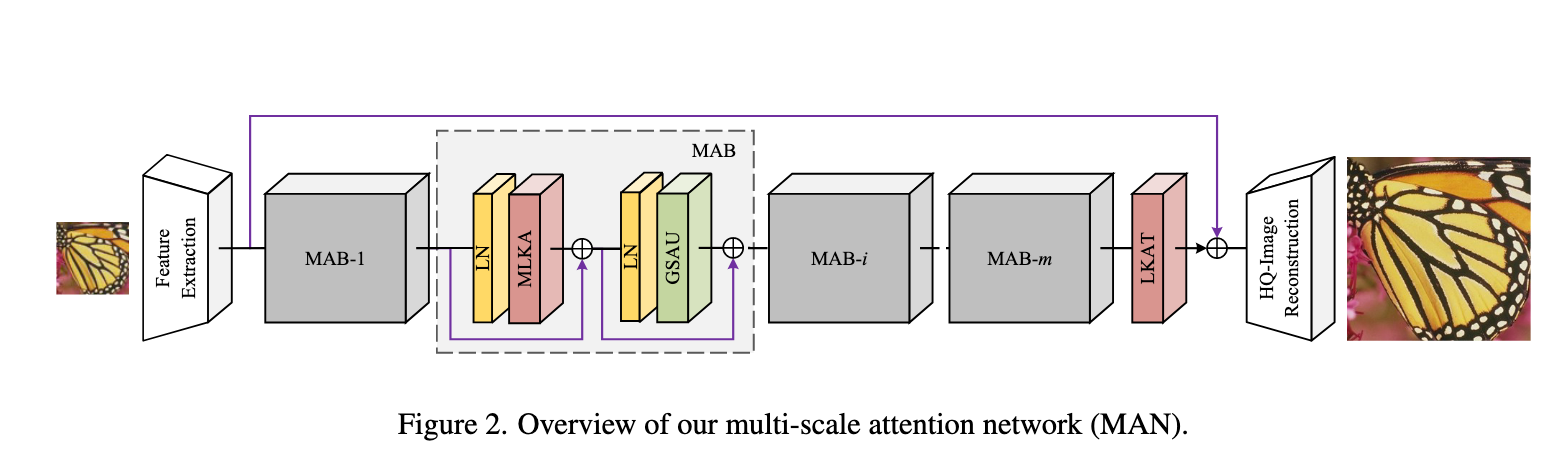 MAB
Feature
Extraction
MAB-1
LN
MLKA
LN
GSAU
MAB-i
MAB-m
LKAT
HQ-Image
Reconstruction
Figure 2. Overview of our multi-scale attention network (MAN).